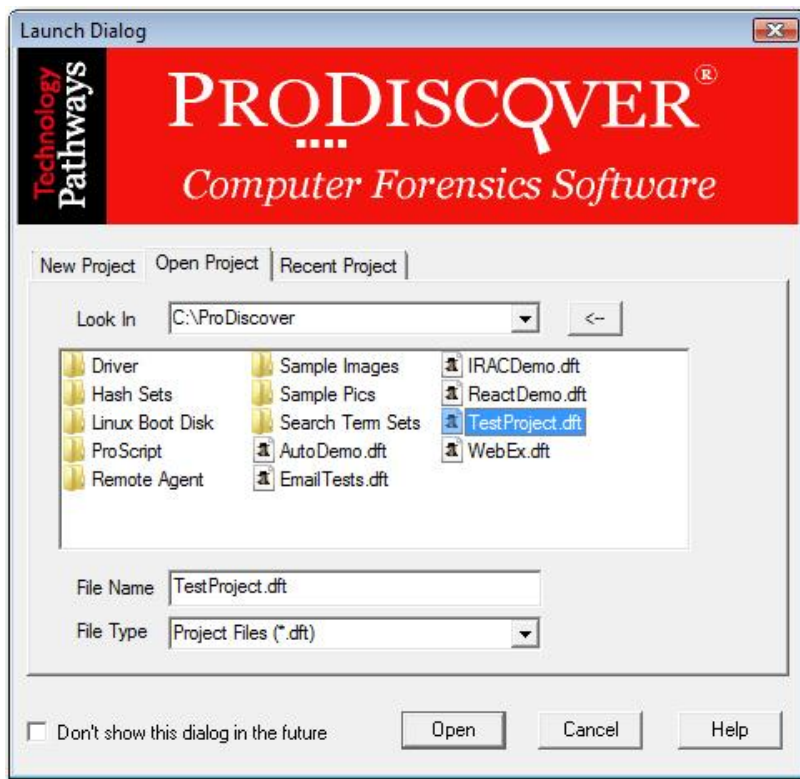 Launch Dialog
Technology
Pathways
PRODISCOVER®
Computer Forensics Software
New Project Open Project Recent Project
Look In C:\ProDiscover <--
Driver Sample Images IRACDemo.dft
Hash Sets Sample Pics ReactDemo.dft
Linux Boot Disk Search Term Sets TestProject.dft
ProScript AutoDemo.dft WebEx.dft
Remote Agent EmailTests.dft
File Name TestProject.dft
File Type Project Files (*.dft)
Don't show this dialog in the future Open Cancel Help